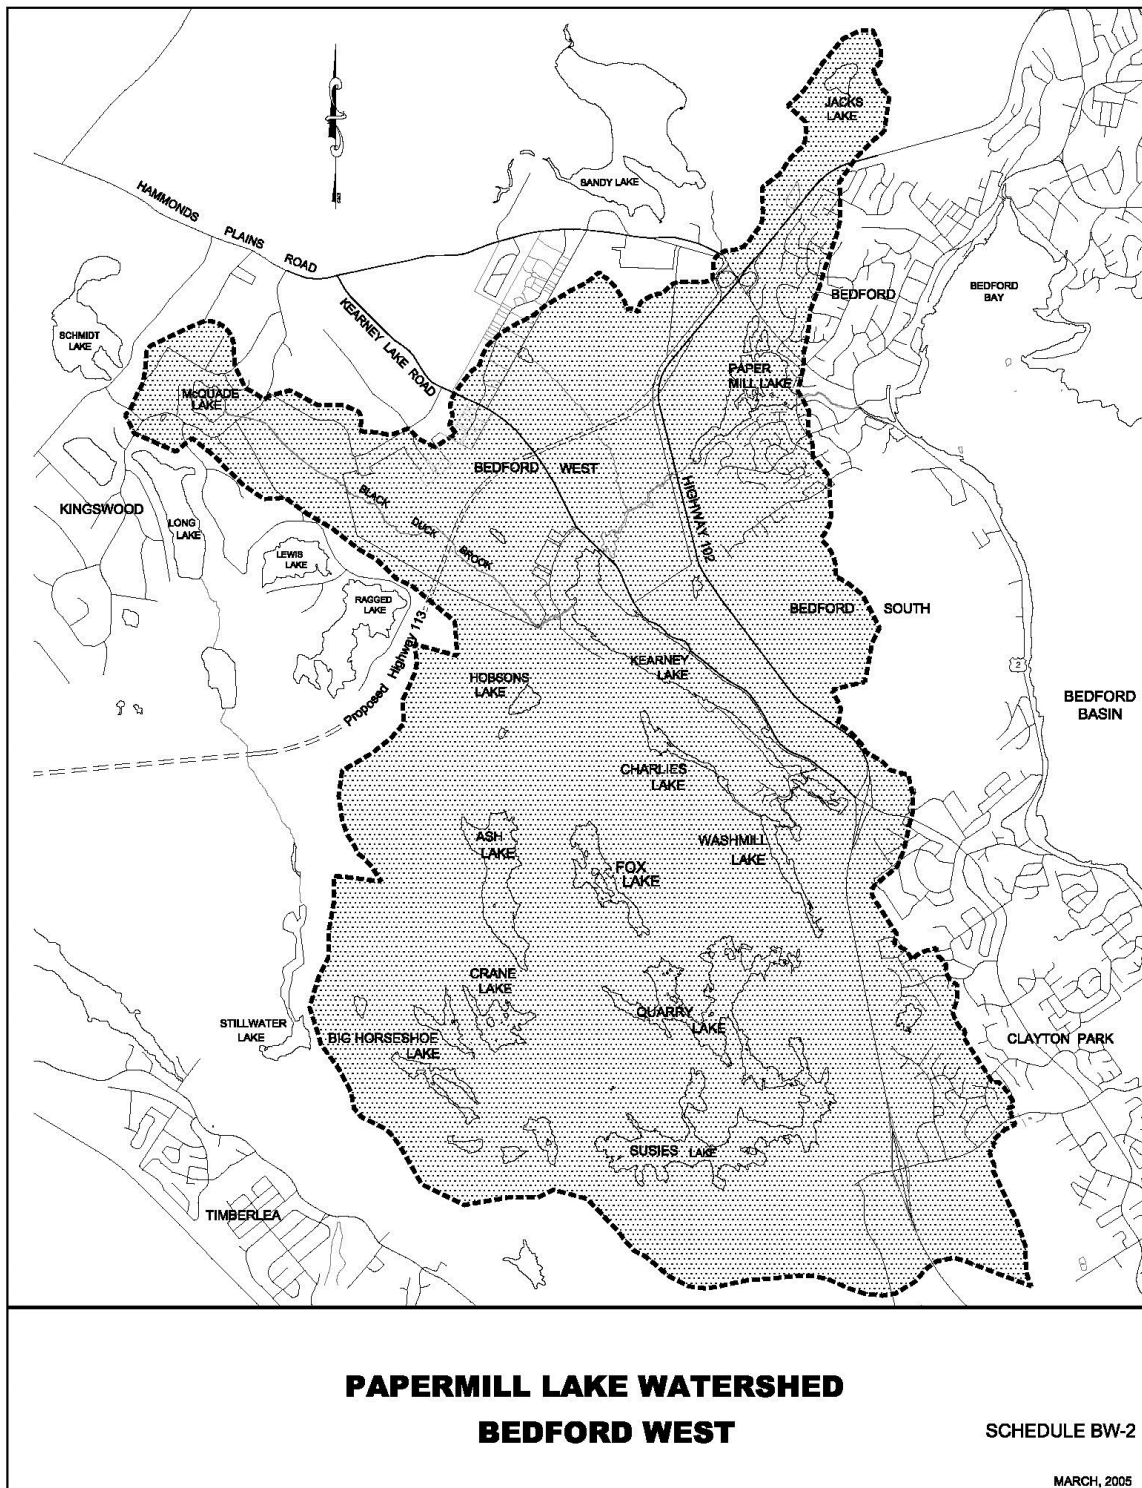 JACKS
LAKE
SANDY LAKE
HAMMONDS PLAINS ROAD
KEARNEY LAKE ROAD
BEDFORD
BEDFORD
BAY
SCHMIDT
LAKE
PAPER
MILL LAKE
McQUADE
LAKE
BEDFORD WEST
HIGHWAY 102
BLACK DUCK BROOK
KINGSWOOD
LONG
LAKE
LEWIS
LAKE
RAGGED
LAKE
Proposed Highway 113
BEDFORD SOUTH
2
KEARNEY
LAKE
HOBSONS
LAKE
BEDFORD
BASIN
CHARLIES
LAKE
ASH
LAKE
WASHMILL
LAKE
FOX
LAKE
CRANE
LAKE
QUARRY
LAKE
STILLWATER
LAKE
BIG HORSESHOE
LAKE
CLAYTON PARK
SUSIES LAKE
TIMBERLEA
PAPERMILL LAKE WATERSHED
BEDFORD WEST
SCHEDULE BW-2
MARCH, 2005